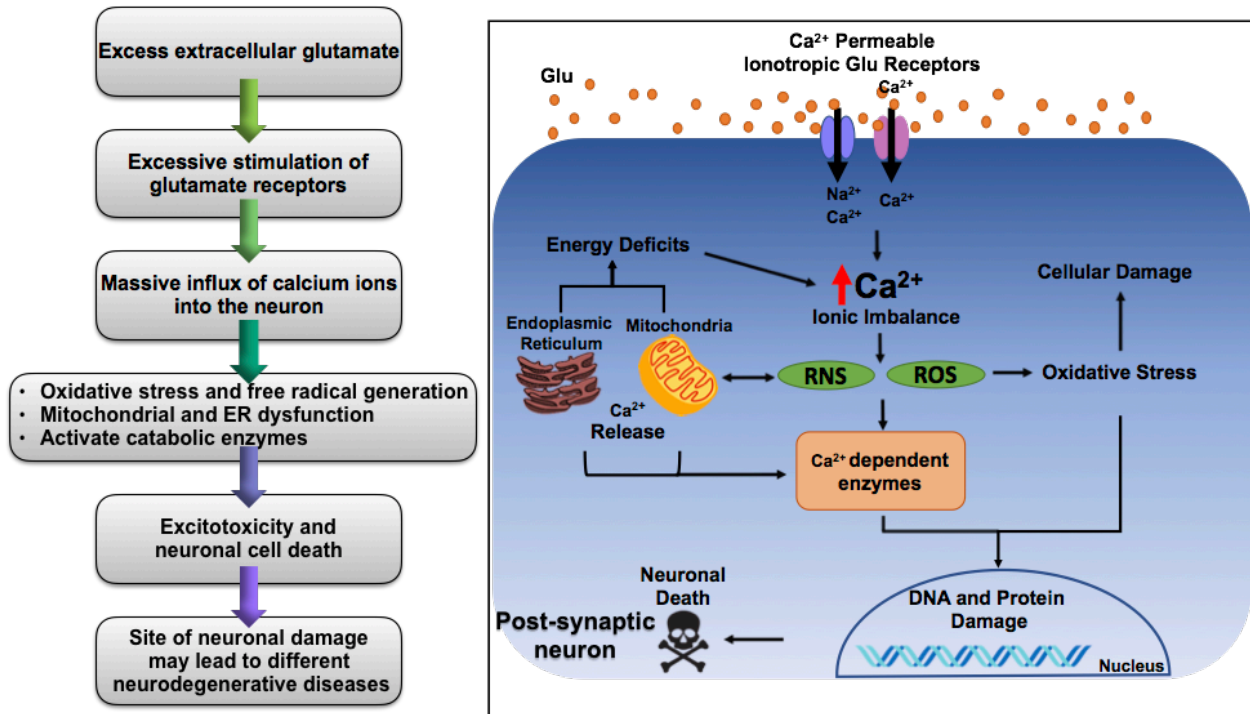 Excess extracellular glutamate
Excessive stimulation of
glutamate receptors
Massive influx of calcium ions
into the neuron
• Oxidative stress and free radical generation
• Mitochondrial and ER dysfunction
• Activate catabolic enzymes
Excitotoxicity and
neuronal cell death
Site of neuronal damage
may lead to different
neurodegenerative diseases
Ca²⁺ Permeable
Ionotropic Glu Receptors
Glu
Ca²⁺
Na²⁺
Ca²⁺
Ca²⁺
Energy Deficits
Ca²⁺
Ionic Imbalance
Cellular Damage
Endoplasmic
Reticulum
Mitochondria
RNS
ROS
Oxidative Stress
Ca²⁺
Release
Ca²⁺ dependent
enzymes
Neuronal
Death
Post-synaptic
neuron
DNA and Protein
Damage
Nucleus